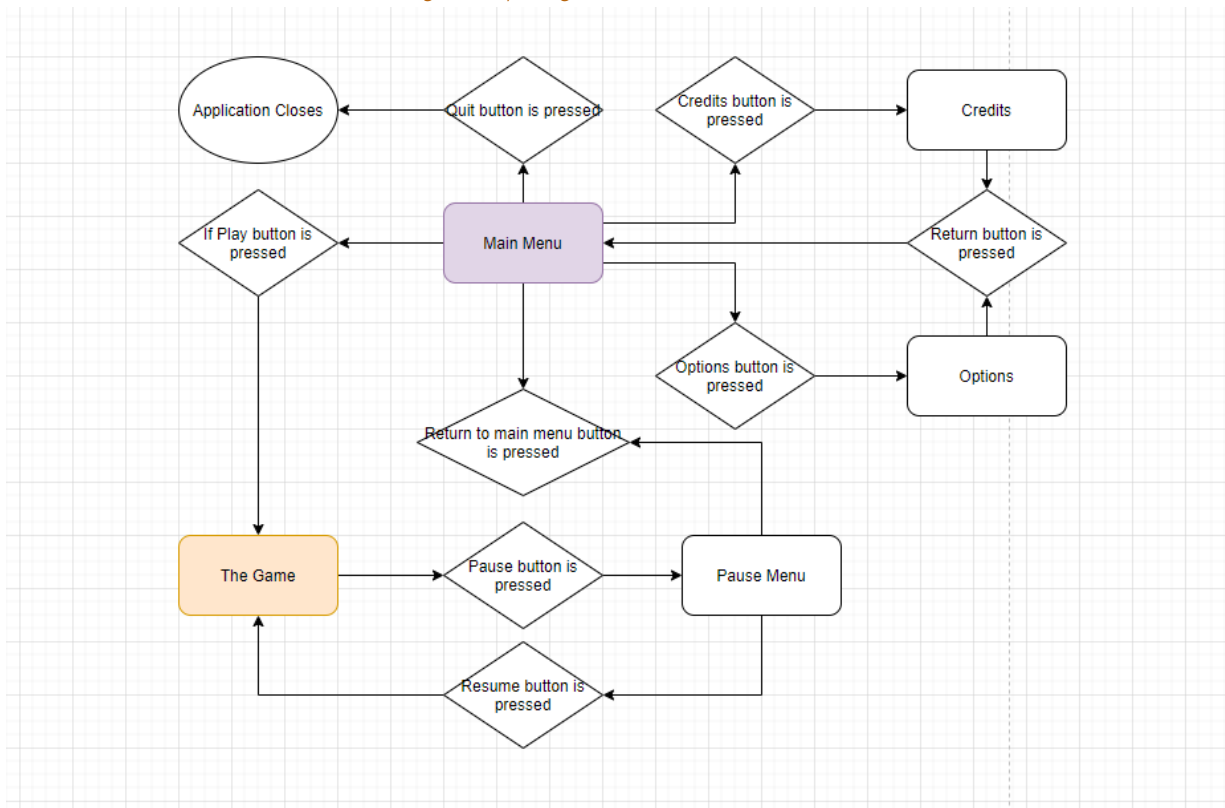 Application Closes
Quit button is pressed
Credits button is
pressed
Credits
If Play button is
pressed
Main Menu
Return button is
pressed
Options button is
pressed
Options
Return to main menu button
is pressed
The Game
Pause button is
pressed
Pause Menu
Resume button is
pressed